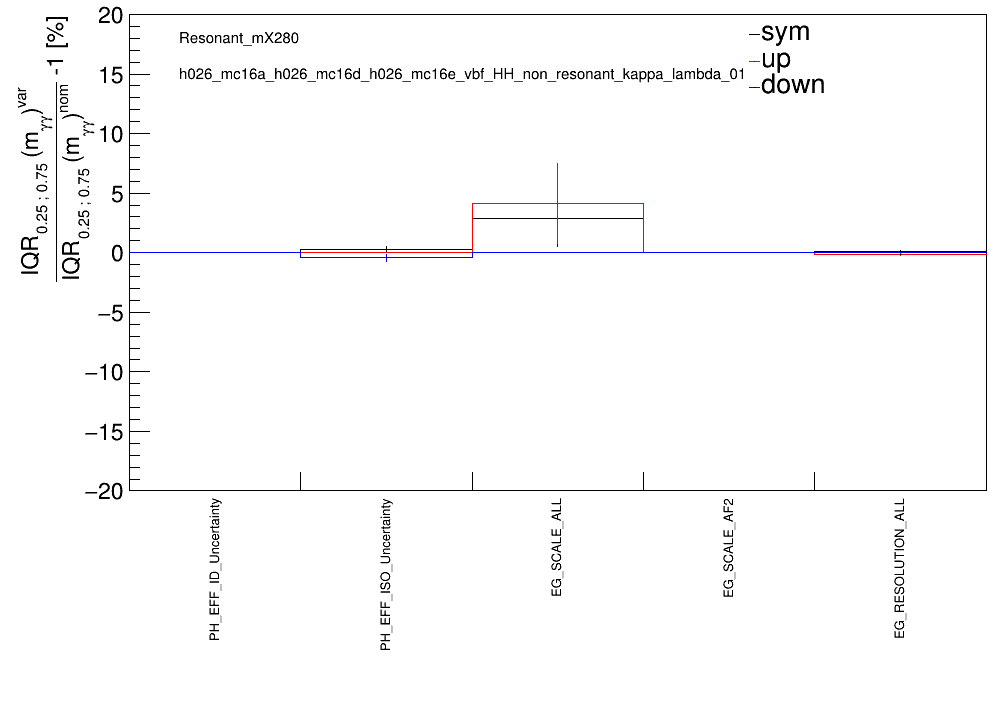 IQR0.25 ; 0.75 (mγγ)var
IQR0.25 ; 0.75 (mγγ)nom
-1 [%]
20
15
10
5
0
−5
−10
−15
−20
Resonant_mX280
h026_mc16a_h026_mc16d_h026_mc16e_vbf_HH_non_resonant_kappa_lambda_01
sym
up
down
PH_EFF_ID_Uncertainty
PH_EFF_ISO_Uncertainty
EG_SCALE_ALL
EG_SCALE_AF2
EG_RESOLUTION_ALL